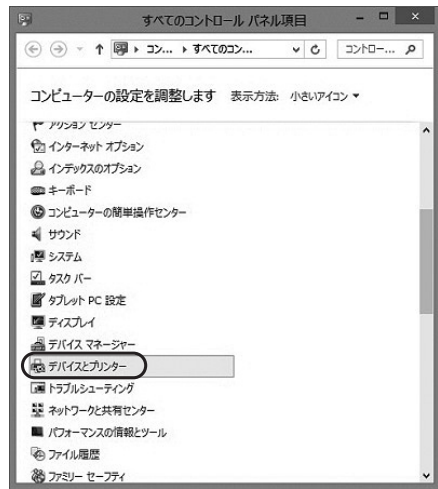 すべてのコントロール パネル項目
コン... すべてのコン... コントロー...
コンピューターの設定を調整します 表示方法: 小さいアイコン
アクション センター
インターネット オプション
インデックスのオプション
キーボード
コンピューターの簡単操作センター
サウンド
システム
タスク バー
タブレット PC 設定
ディスプレイ
デバイス マネージャー
デバイスとプリンター
トラブルシューティング
ネットワークと共有センター
パフォーマンスの情報とツール
ファイル履歴
ファミリー セーフティ